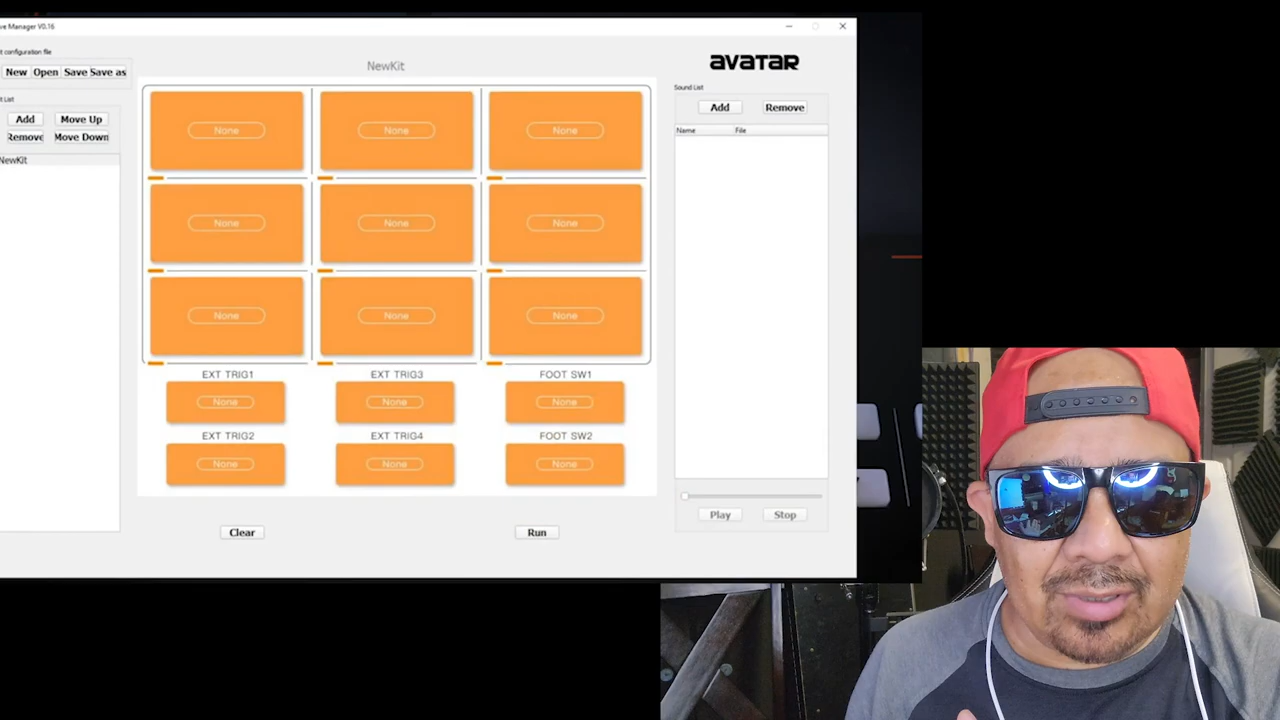 ve Manager V0.16
t configuration file
New Open Save Save as
NewKit
avatar
t List
Sound List
Add Move Up
Remove Move Down
Add Remove
Name File
NewKit
None None None
None None None
None None None
EXT TRIG1 EXT TRIG3 FOOT SW1
None None None
EXT TRIG2 EXT TRIG4 FOOT SW2
None None None
Play Stop
Clear Run